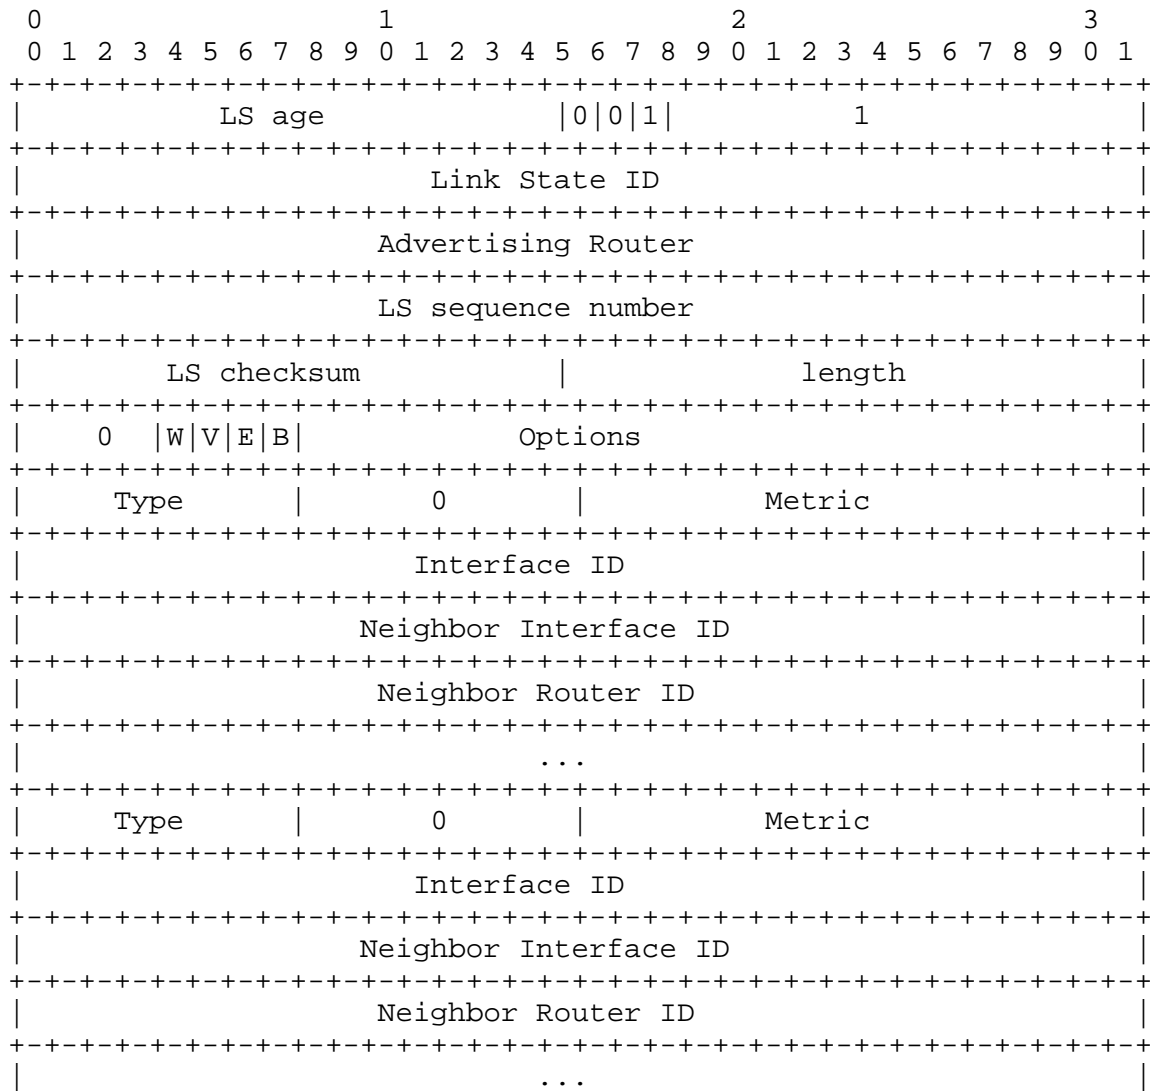 0                   1                   2                   3
 0 1 2 3 4 5 6 7 8 9 0 1 2 3 4 5 6 7 8 9 0 1 2 3 4 5 6 7 8 9 0 1
+-+-+-+-+-+-+-+-+-+-+-+-+-+-+-+-+-+-+-+-+-+-+-+-+-+-+-+-+-+-+-+-+
|           LS age             |0|0|1|          1               |
+-+-+-+-+-+-+-+-+-+-+-+-+-+-+-+-+-+-+-+-+-+-+-+-+-+-+-+-+-+-+-+-+
|                       Link State ID                           |
+-+-+-+-+-+-+-+-+-+-+-+-+-+-+-+-+-+-+-+-+-+-+-+-+-+-+-+-+-+-+-+-+
|                    Advertising Router                         |
+-+-+-+-+-+-+-+-+-+-+-+-+-+-+-+-+-+-+-+-+-+-+-+-+-+-+-+-+-+-+-+-+
|                    LS sequence number                         |
+-+-+-+-+-+-+-+-+-+-+-+-+-+-+-+-+-+-+-+-+-+-+-+-+-+-+-+-+-+-+-+-+
|        LS checksum           |             length             |
+-+-+-+-+-+-+-+-+-+-+-+-+-+-+-+-+-+-+-+-+-+-+-+-+-+-+-+-+-+-+-+-+
|    0  |W|V|E|B|            Options                            |
+-+-+-+-+-+-+-+-+-+-+-+-+-+-+-+-+-+-+-+-+-+-+-+-+-+-+-+-+-+-+-+-+
|     Type      |       0       |          Metric               |
+-+-+-+-+-+-+-+-+-+-+-+-+-+-+-+-+-+-+-+-+-+-+-+-+-+-+-+-+-+-+-+-+
|                      Interface ID                             |
+-+-+-+-+-+-+-+-+-+-+-+-+-+-+-+-+-+-+-+-+-+-+-+-+-+-+-+-+-+-+-+-+
|                   Neighbor Interface ID                       |
+-+-+-+-+-+-+-+-+-+-+-+-+-+-+-+-+-+-+-+-+-+-+-+-+-+-+-+-+-+-+-+-+
|                    Neighbor Router ID                         |
+-+-+-+-+-+-+-+-+-+-+-+-+-+-+-+-+-+-+-+-+-+-+-+-+-+-+-+-+-+-+-+-+
|                             ...                               |
+-+-+-+-+-+-+-+-+-+-+-+-+-+-+-+-+-+-+-+-+-+-+-+-+-+-+-+-+-+-+-+-+
|     Type      |       0       |          Metric               |
+-+-+-+-+-+-+-+-+-+-+-+-+-+-+-+-+-+-+-+-+-+-+-+-+-+-+-+-+-+-+-+-+
|                      Interface ID                             |
+-+-+-+-+-+-+-+-+-+-+-+-+-+-+-+-+-+-+-+-+-+-+-+-+-+-+-+-+-+-+-+-+
|                   Neighbor Interface ID                       |
+-+-+-+-+-+-+-+-+-+-+-+-+-+-+-+-+-+-+-+-+-+-+-+-+-+-+-+-+-+-+-+-+
|                    Neighbor Router ID                         |
+-+-+-+-+-+-+-+-+-+-+-+-+-+-+-+-+-+-+-+-+-+-+-+-+-+-+-+-+-+-+-+-+
|                             ...                               |